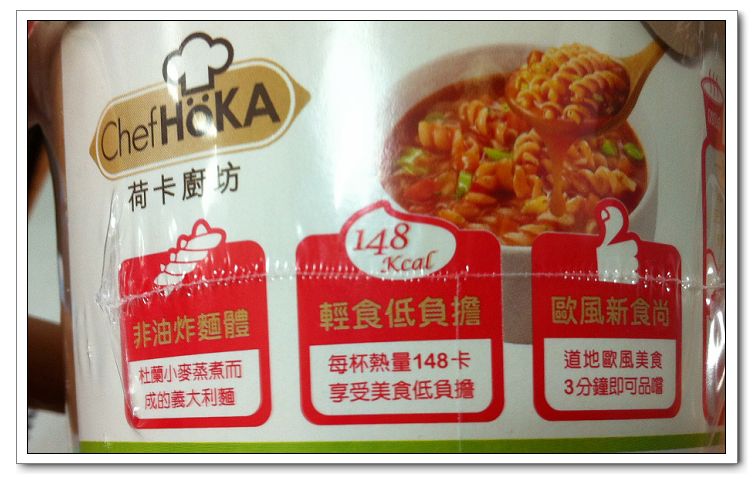 ChefHöKA
荷卡廚坊
非油炸麵體
杜蘭小麥蒸煮而
成的義大利麵
148
Kcal
輕食低負擔
每杯熱量148卡
享受美食低負擔
歐風新食尚
道地歐風美食
3分鐘即可品嚐